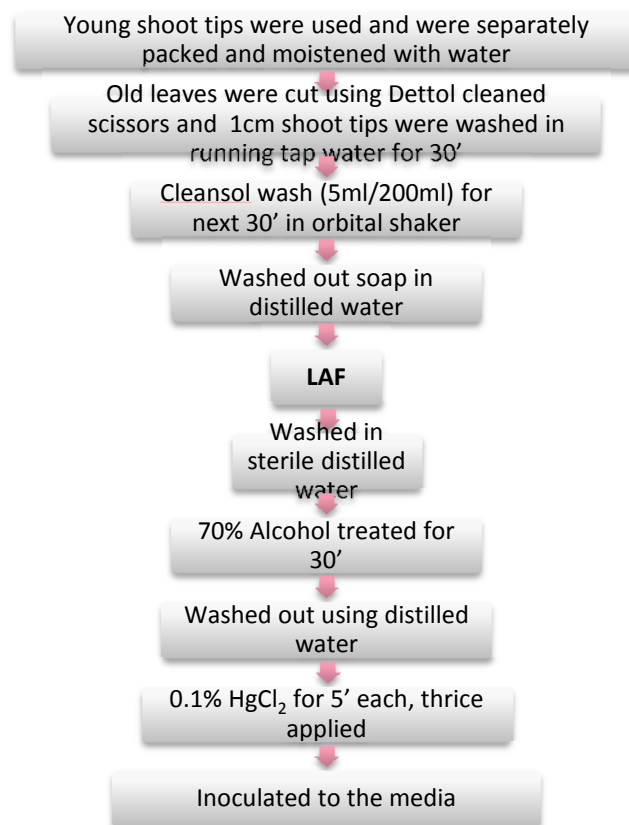 Young shoot tips were used and were separately
packed and moistened with water
Old leaves were cut using Dettol cleaned
scissors and 1cm shoot tips were washed in
running tap water for 30’
Cleansol wash (5ml/200ml) for
next 30’ in orbital shaker
Washed out soap in
distilled water
LAF
Washed in
sterile distilled
water
70% Alcohol treated for
30’
Washed out using distilled
water
0.1% HgCl₂ for 5’ each, thrice
applied
Inoculated to the media